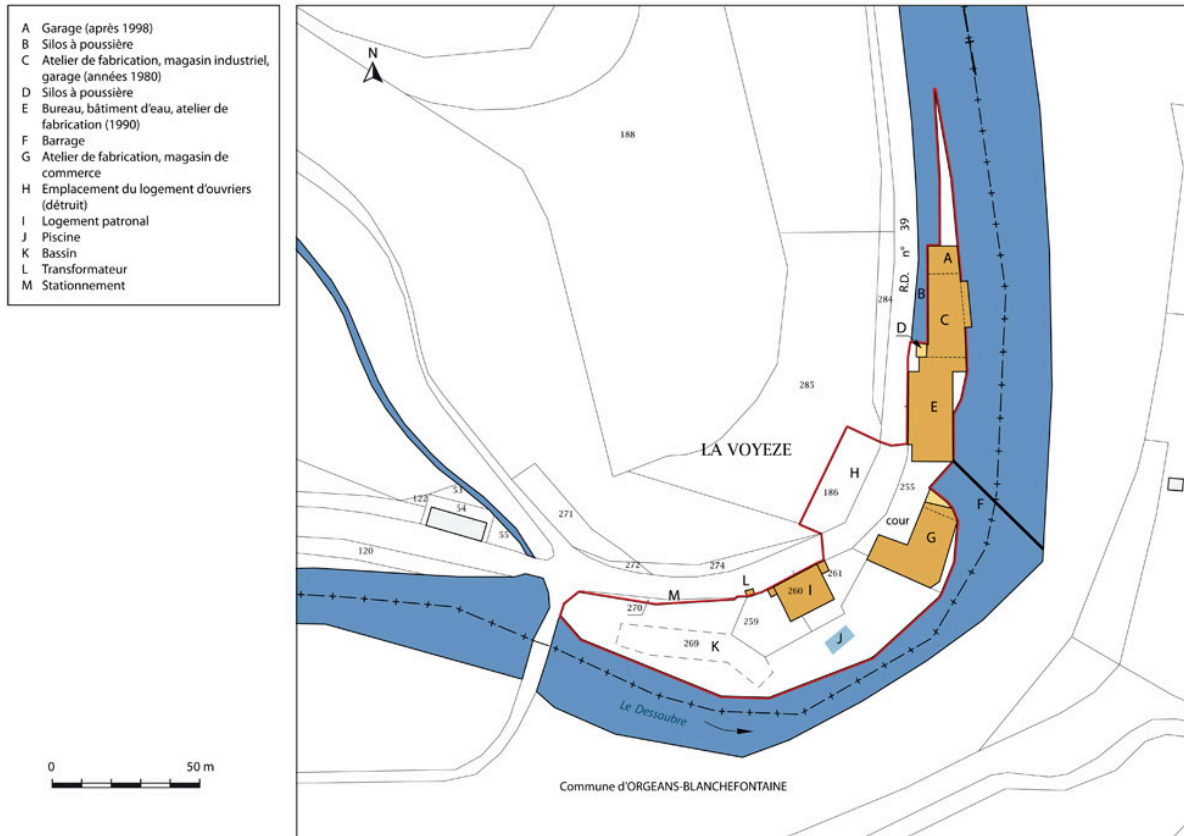 A Garage (après 1998)
B Silos à poussière
C Atelier de fabrication, magasin industriel,
garage (années 1980)
D Silos à poussière
E Bureau, bâtiment d'eau, atelier de
fabrication (1990)
F Barrage
G Atelier de fabrication, magasin de
commerce
H Emplacement du logement d'ouvriers
(détruit)
I Logement patronal
J Piscine
K Bassin
L Transformateur
M Stationnement
N
188
R.D. n° 39
A
B
284
C
D
285
E
LA VOYEZE
H
186
255
F
53
122
54
271
cour
55
G
120
272
274
261
L
260
I
M
270
259
J
269
K
Le Dessoubre
0 50 m
Commune d'ORGEANS-BLANCHEFONTAINE